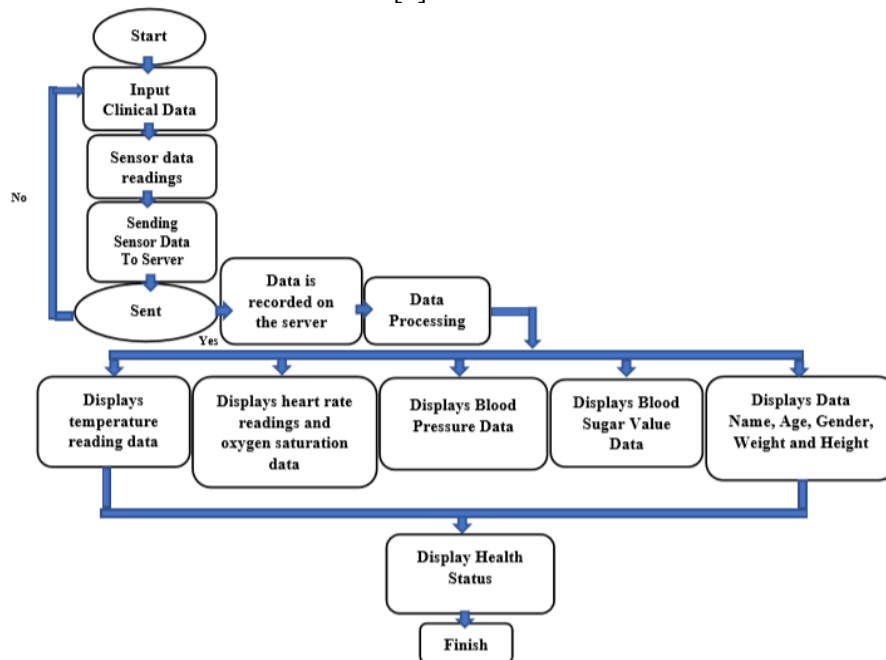 Start
Input
Clinical Data
Sensor data
readings
No
Sending
Sensor Data
To Server
Sent
Yes
Data is
recorded on
the server
Data
Processing
Displays
temperature
reading data
Displays heart rate
readings and
oxygen saturation
data
Displays Blood
Pressure Data
Displays Blood
Sugar Value
Data
Displays Data
Name, Age, Gender,
Weight and Height
Display Health
Status
Finish